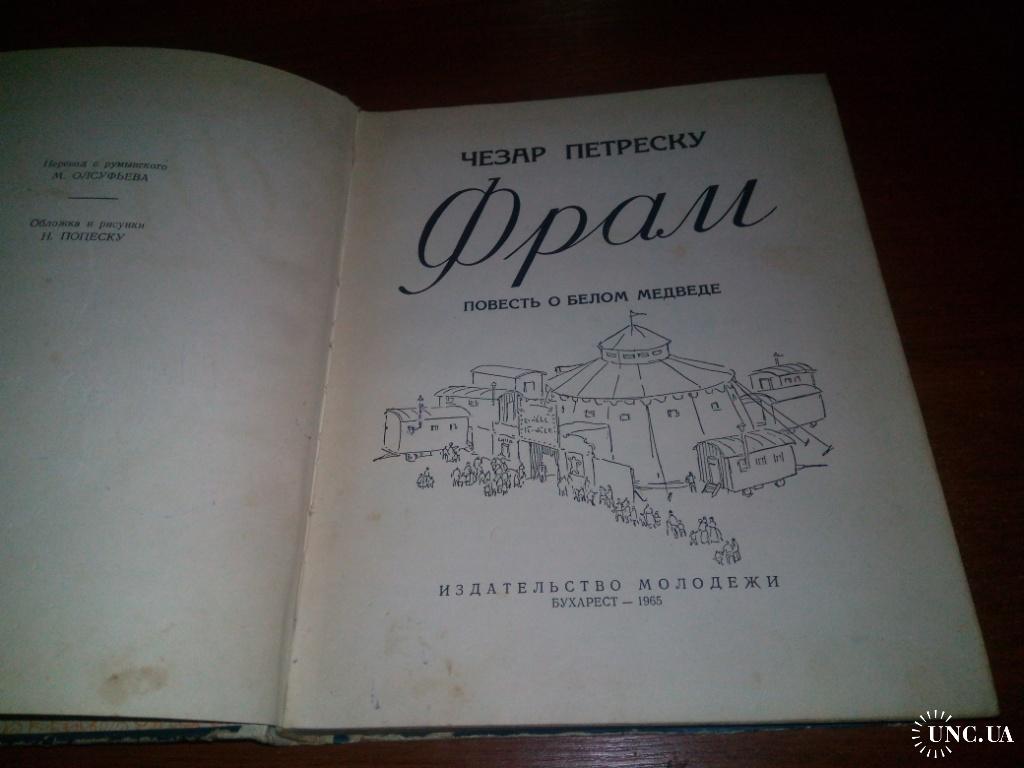 Перевод с румынского
М. ОЛСУФЬЕВА
Обложка и рисунки
Н. ПОПЕСКУ
ЧЕЗАР ПЕТРЕСКУ
Фрам
ПОВЕСТЬ О БЕЛОМ МЕДВЕДЕ
ИЗДАТЕЛЬСТВО МОЛОДЕЖИ
БУХАРЕСТ — 1965
UNC.UA